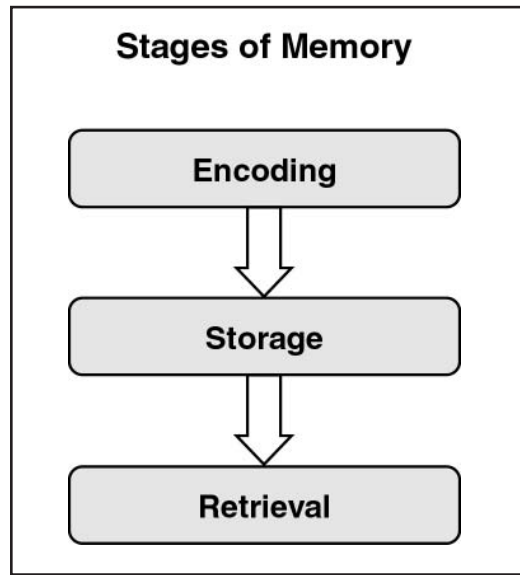 Stages of Memory
Encoding
Storage
Retrieval